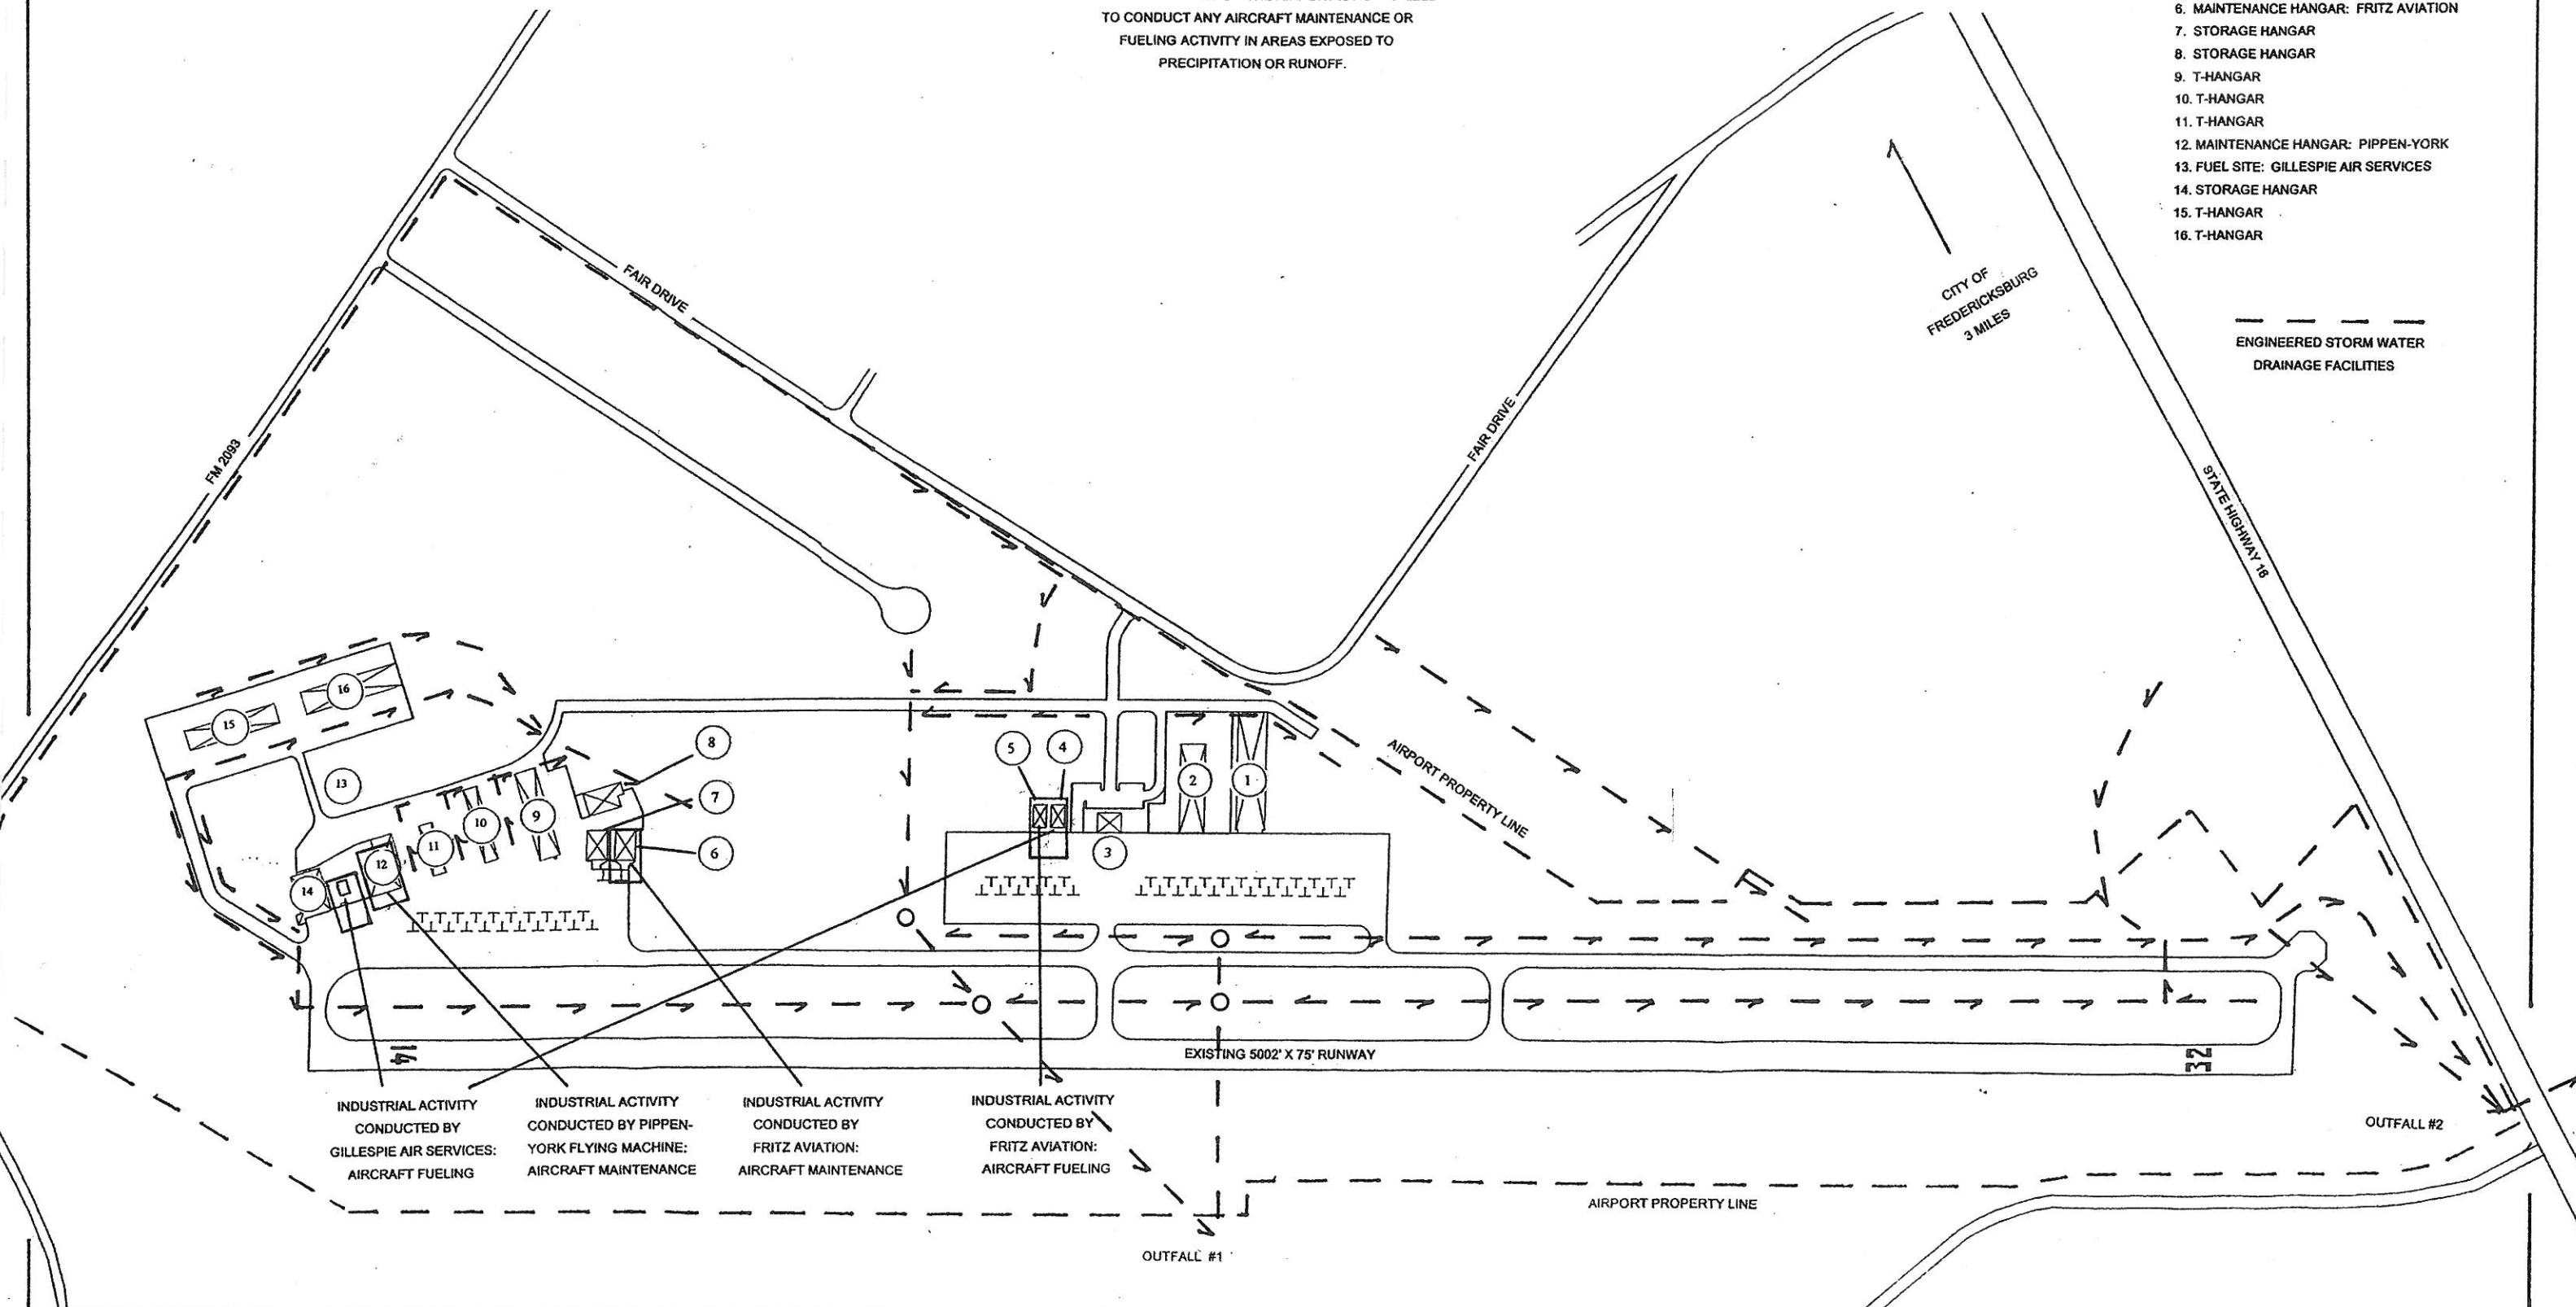 TO CONDUCT ANY AIRCRAFT MAINTENANCE OR
FUELING ACTIVITY IN AREAS EXPOSED TO
PRECIPITATION OR RUNOFF.
6. MAINTENANCE HANGAR: FRITZ AVIATION
7. STORAGE HANGAR
8. STORAGE HANGAR
9. T-HANGAR
10. T-HANGAR
11. T-HANGAR
12. MAINTENANCE HANGAR: PIPPEN-YORK
13. FUEL SITE: GILLESPIE AIR SERVICES
14. STORAGE HANGAR
15. T-HANGAR
16. T-HANGAR
ENGINEERED STORM WATER
DRAINAGE FACILITIES
CITY OF
FREDERICKSBURG
3 MILES
FAIR DRIVE
FM 2093
FAIR DRIVE
STATE HIGHWAY 16
AIRPORT PROPERTY LINE
16
15
13
8
7
6
5
4
2
1
3
9
10
11
12
14
14
EXISTING 5002' X 75' RUNWAY
32
INDUSTRIAL ACTIVITY
CONDUCTED BY
GILLESPIE AIR SERVICES:
AIRCRAFT FUELING
INDUSTRIAL ACTIVITY
CONDUCTED BY PIPPEN-
YORK FLYING MACHINE:
AIRCRAFT MAINTENANCE
INDUSTRIAL ACTIVITY
CONDUCTED BY
FRITZ AVIATION:
AIRCRAFT MAINTENANCE
INDUSTRIAL ACTIVITY
CONDUCTED BY
FRITZ AVIATION:
AIRCRAFT FUELING
OUTFALL #2
AIRPORT PROPERTY LINE
OUTFALL #1